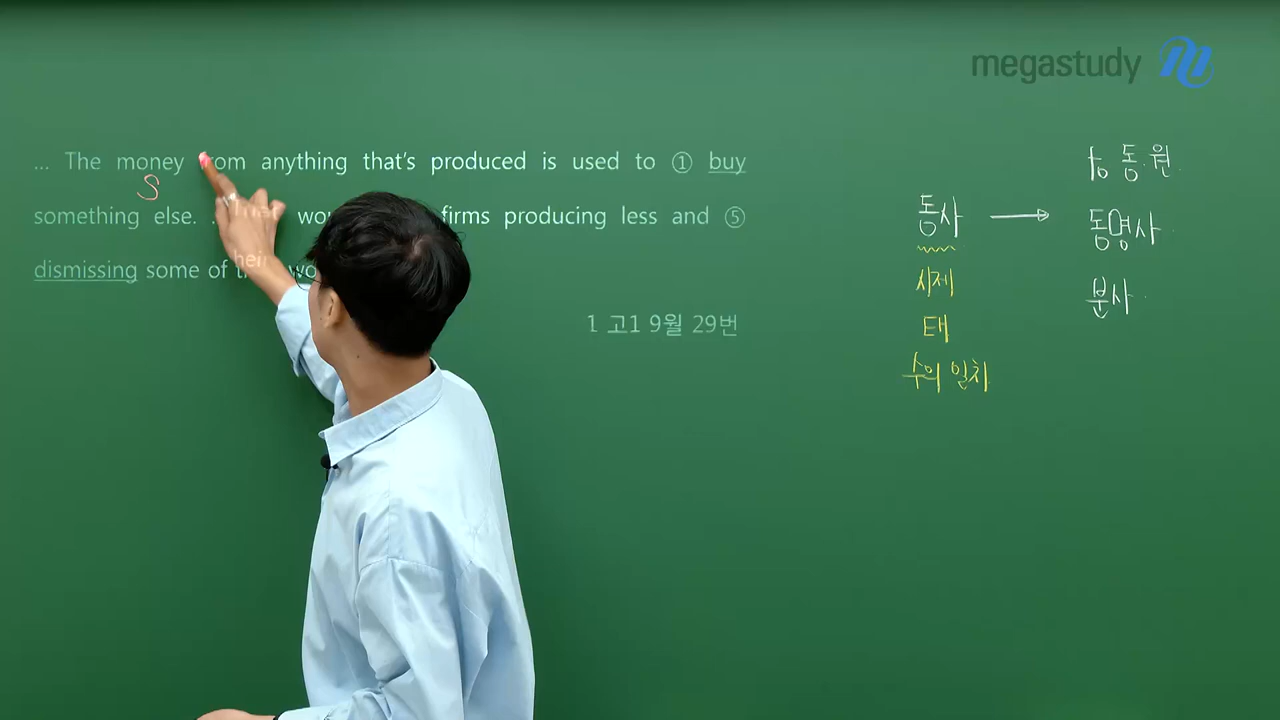 megastudy
... The money from anything that's produced is used to ① buy
S
something else. firms producing less and ⑤
dismissing some of
1 고1 9월 29번
동사
시제
태
수의 일치
동원
동명사
분사